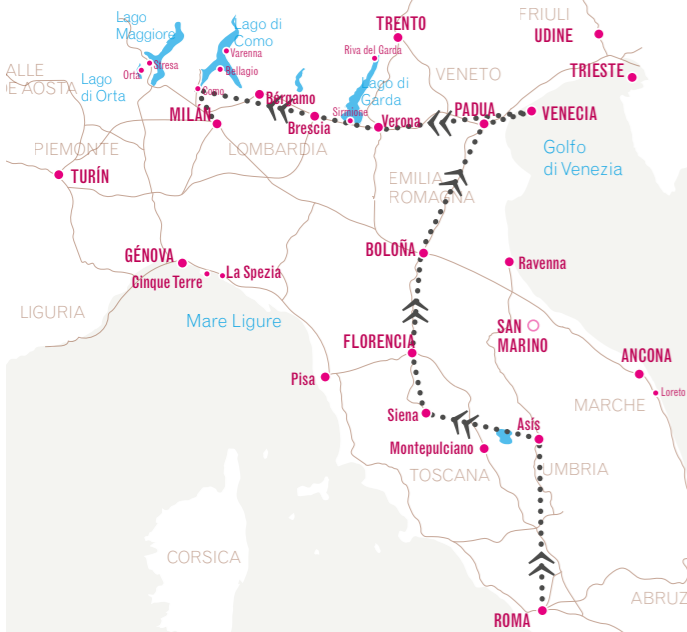 Lago
Maggiore
Lago di
Como
FRIULI
TRENTO
UDINE
Riva del Garda
Varenna
Stresa
Orta
Bellagio
ALLE
DE AOSTA
Lago
di Orta
Como
Lago di
Garda
VENETO
TRIESTE
Bérgamo
Sirmione
PADUA
VENECIA
MILÁN
Brescia
Verona
PIEMONTE
LOMBARDIA
Golfo
di Venezia
TURÍN
EMILIA
ROMAGNA
BOLOÑA
GÉNOVA
Ravenna
Cinque Terre
La Spezia
LIGURIA
Mare Ligure
SAN
MARINO
FLORENCIA
ANCONA
Pisa
Loreto
MARCHE
Siena
Asís
Montepulciano
TOSCANA
UMBRIA
CORSICA
ABRUZ
ROMA